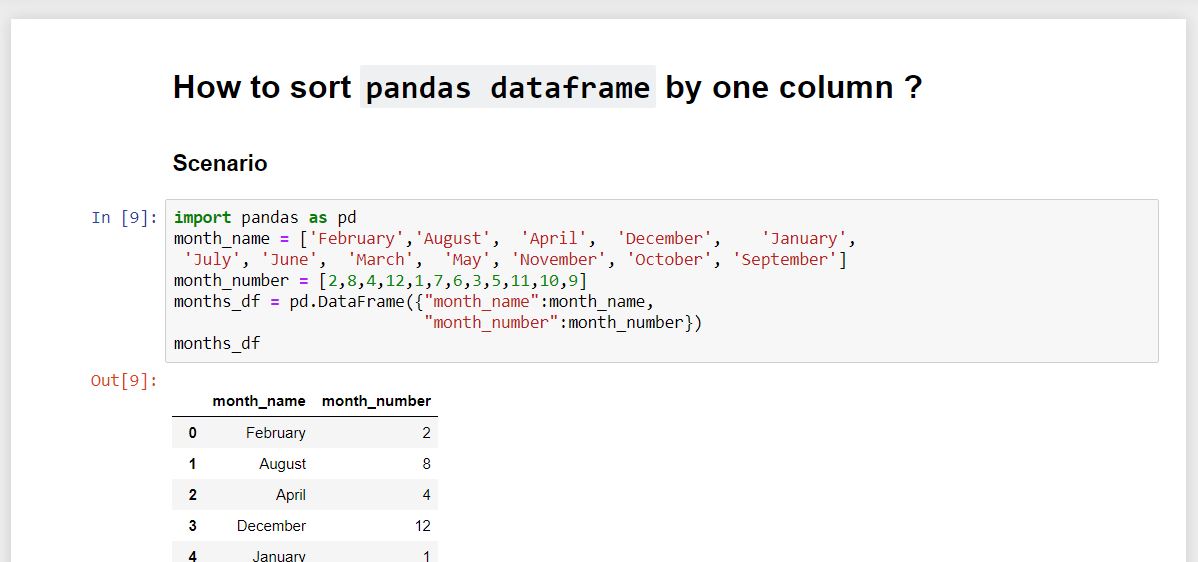 How to sort pandas dataframe by one column ?
Scenario
In [9]:
import pandas as pd
month_name = ['February','August',  'April',  'December',    'January',
 'July', 'June',  'March',  'May', 'November', 'October', 'September']
month_number = [2,8,4,12,1,7,6,3,5,11,10,9]
months_df = pd.DataFrame({"month_name":month_name,
                          "month_number":month_number})
months_df
Out[9]:
month_name month_number
0 February 2
1 August 8
2 April 4
3 December 12
4 January 1